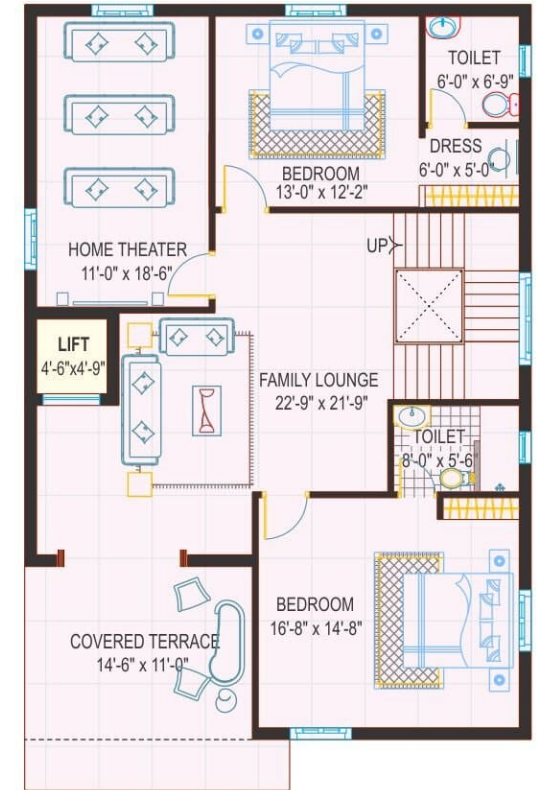 TOILET
6'-0" x 6'-9"
DRESS
6'-0" x 5'-0"
BEDROOM
13'-0" x 12'-2"
HOME THEATER
11'-0" x 18'-6"
UP
LIFT
4'-6"x4'-9"
FAMILY LOUNGE
22'-9" x 21'-9"
TOILET
8'-0" x 5'-6"
BEDROOM
16'-8" x 14'-8"
COVERED TERRACE
14'-6" x 11'-0"